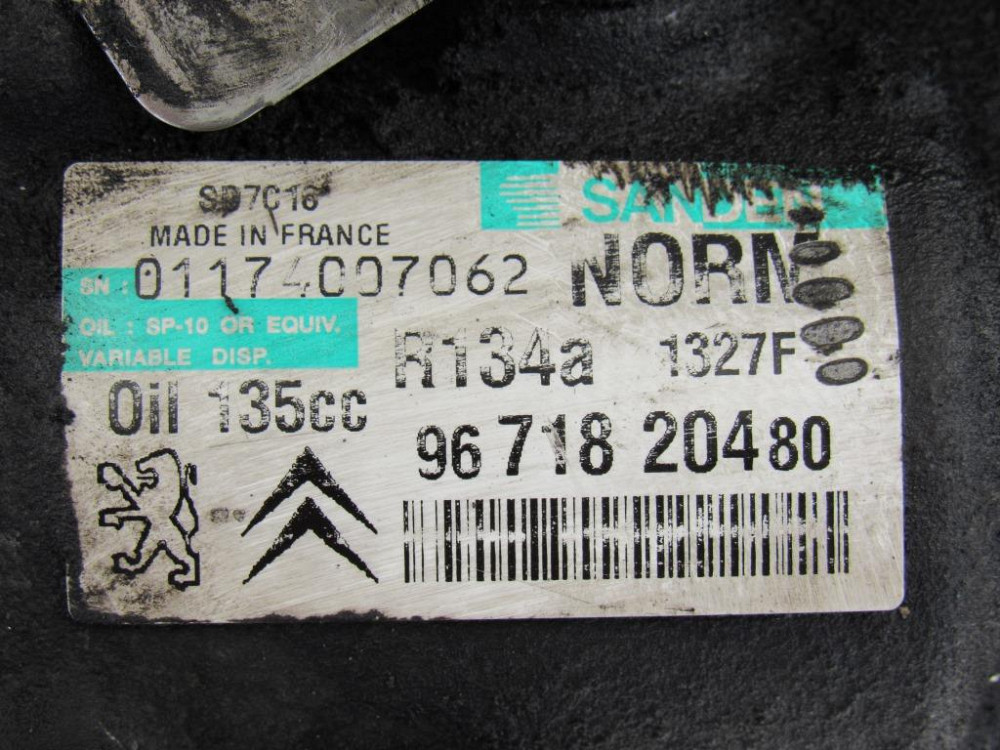 SD7C16
SANDEN
MADE IN FRANCE
SN : 01174007062
NORM
OIL : SP-10 OR EQUIV.
VARIABLE DISP.
R134a 1327F
Oil 135cc
96 718 204 80